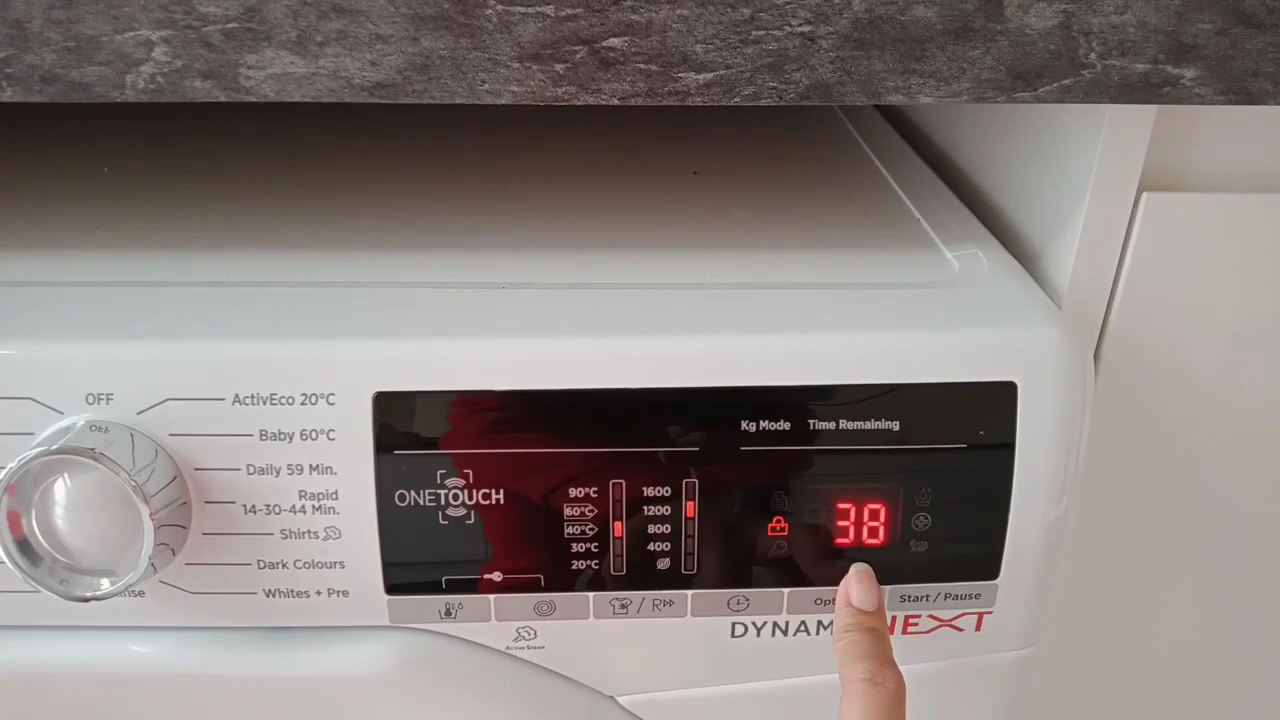 OFF
OFF
ActivEco 20°C
Baby 60°C
Daily 59 Min.
Rapid
14-30-44 Min.
Shirts
Dark Colours
Whites + Pre
ONETOUCH
90°C
60°C
40°C
30°C
20°C
1600
1200
800
400
Kg Mode Time Remaining
38
/ R
Start / Pause
ACTIVE STEAM